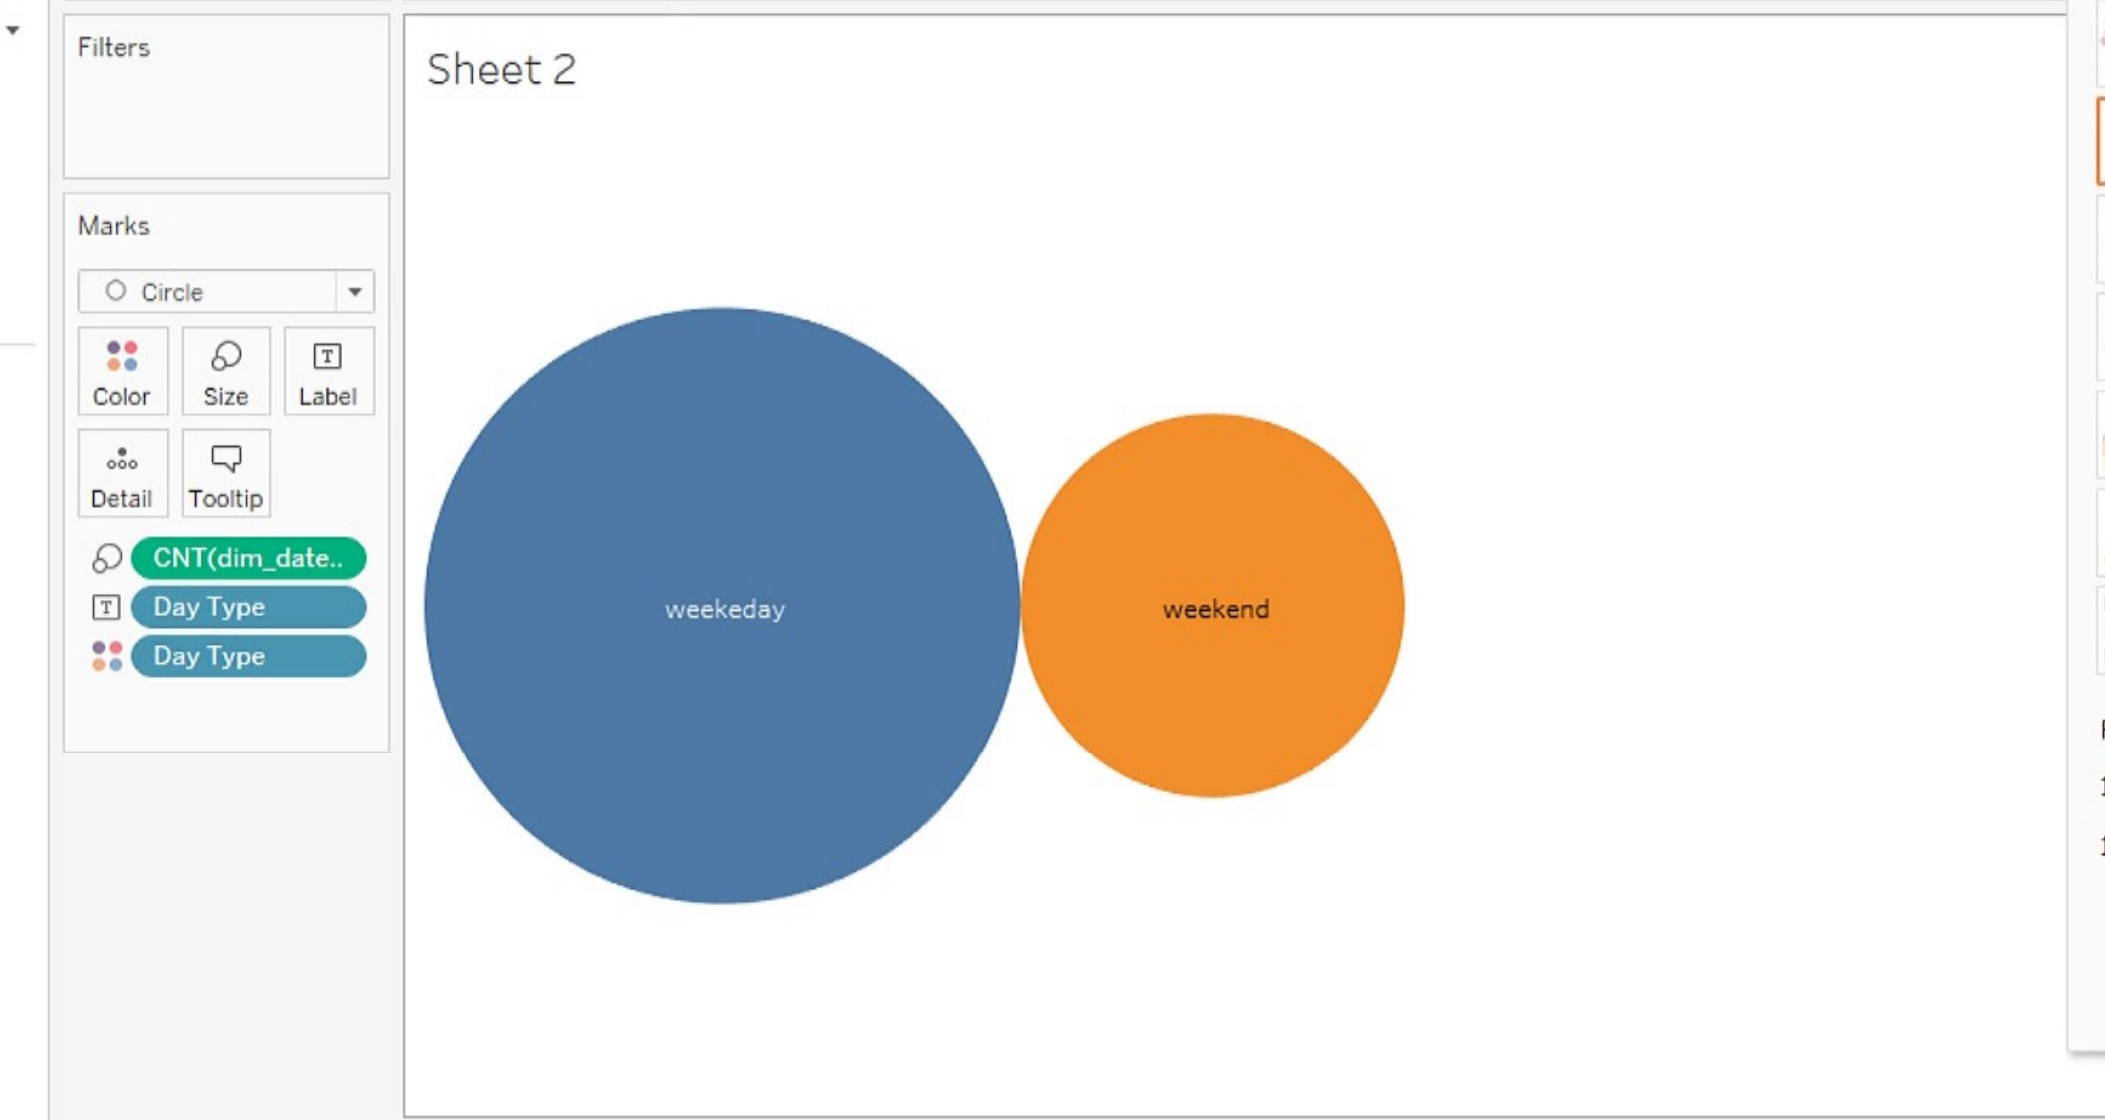 Filters
Sheet 2
Marks
Circle
Color
Size
Label
Detail
Tooltip
CNT(dim_date..
Day Type
Day Type
weekeday
weekend